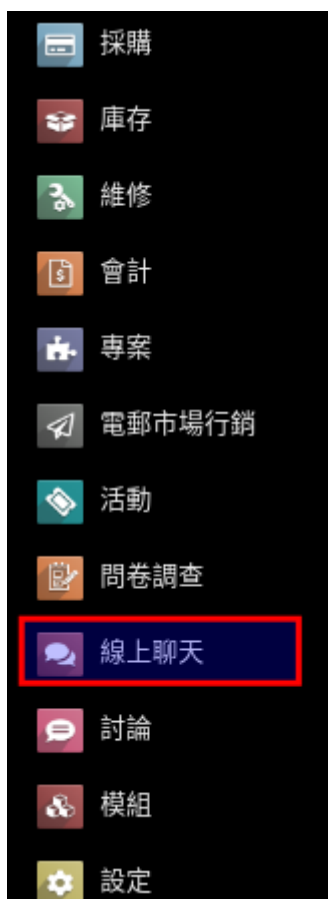 採購
庫存
維修
會計
專案
電郵市場行銷
活動
問卷調查
線上聊天
討論
模組
設定